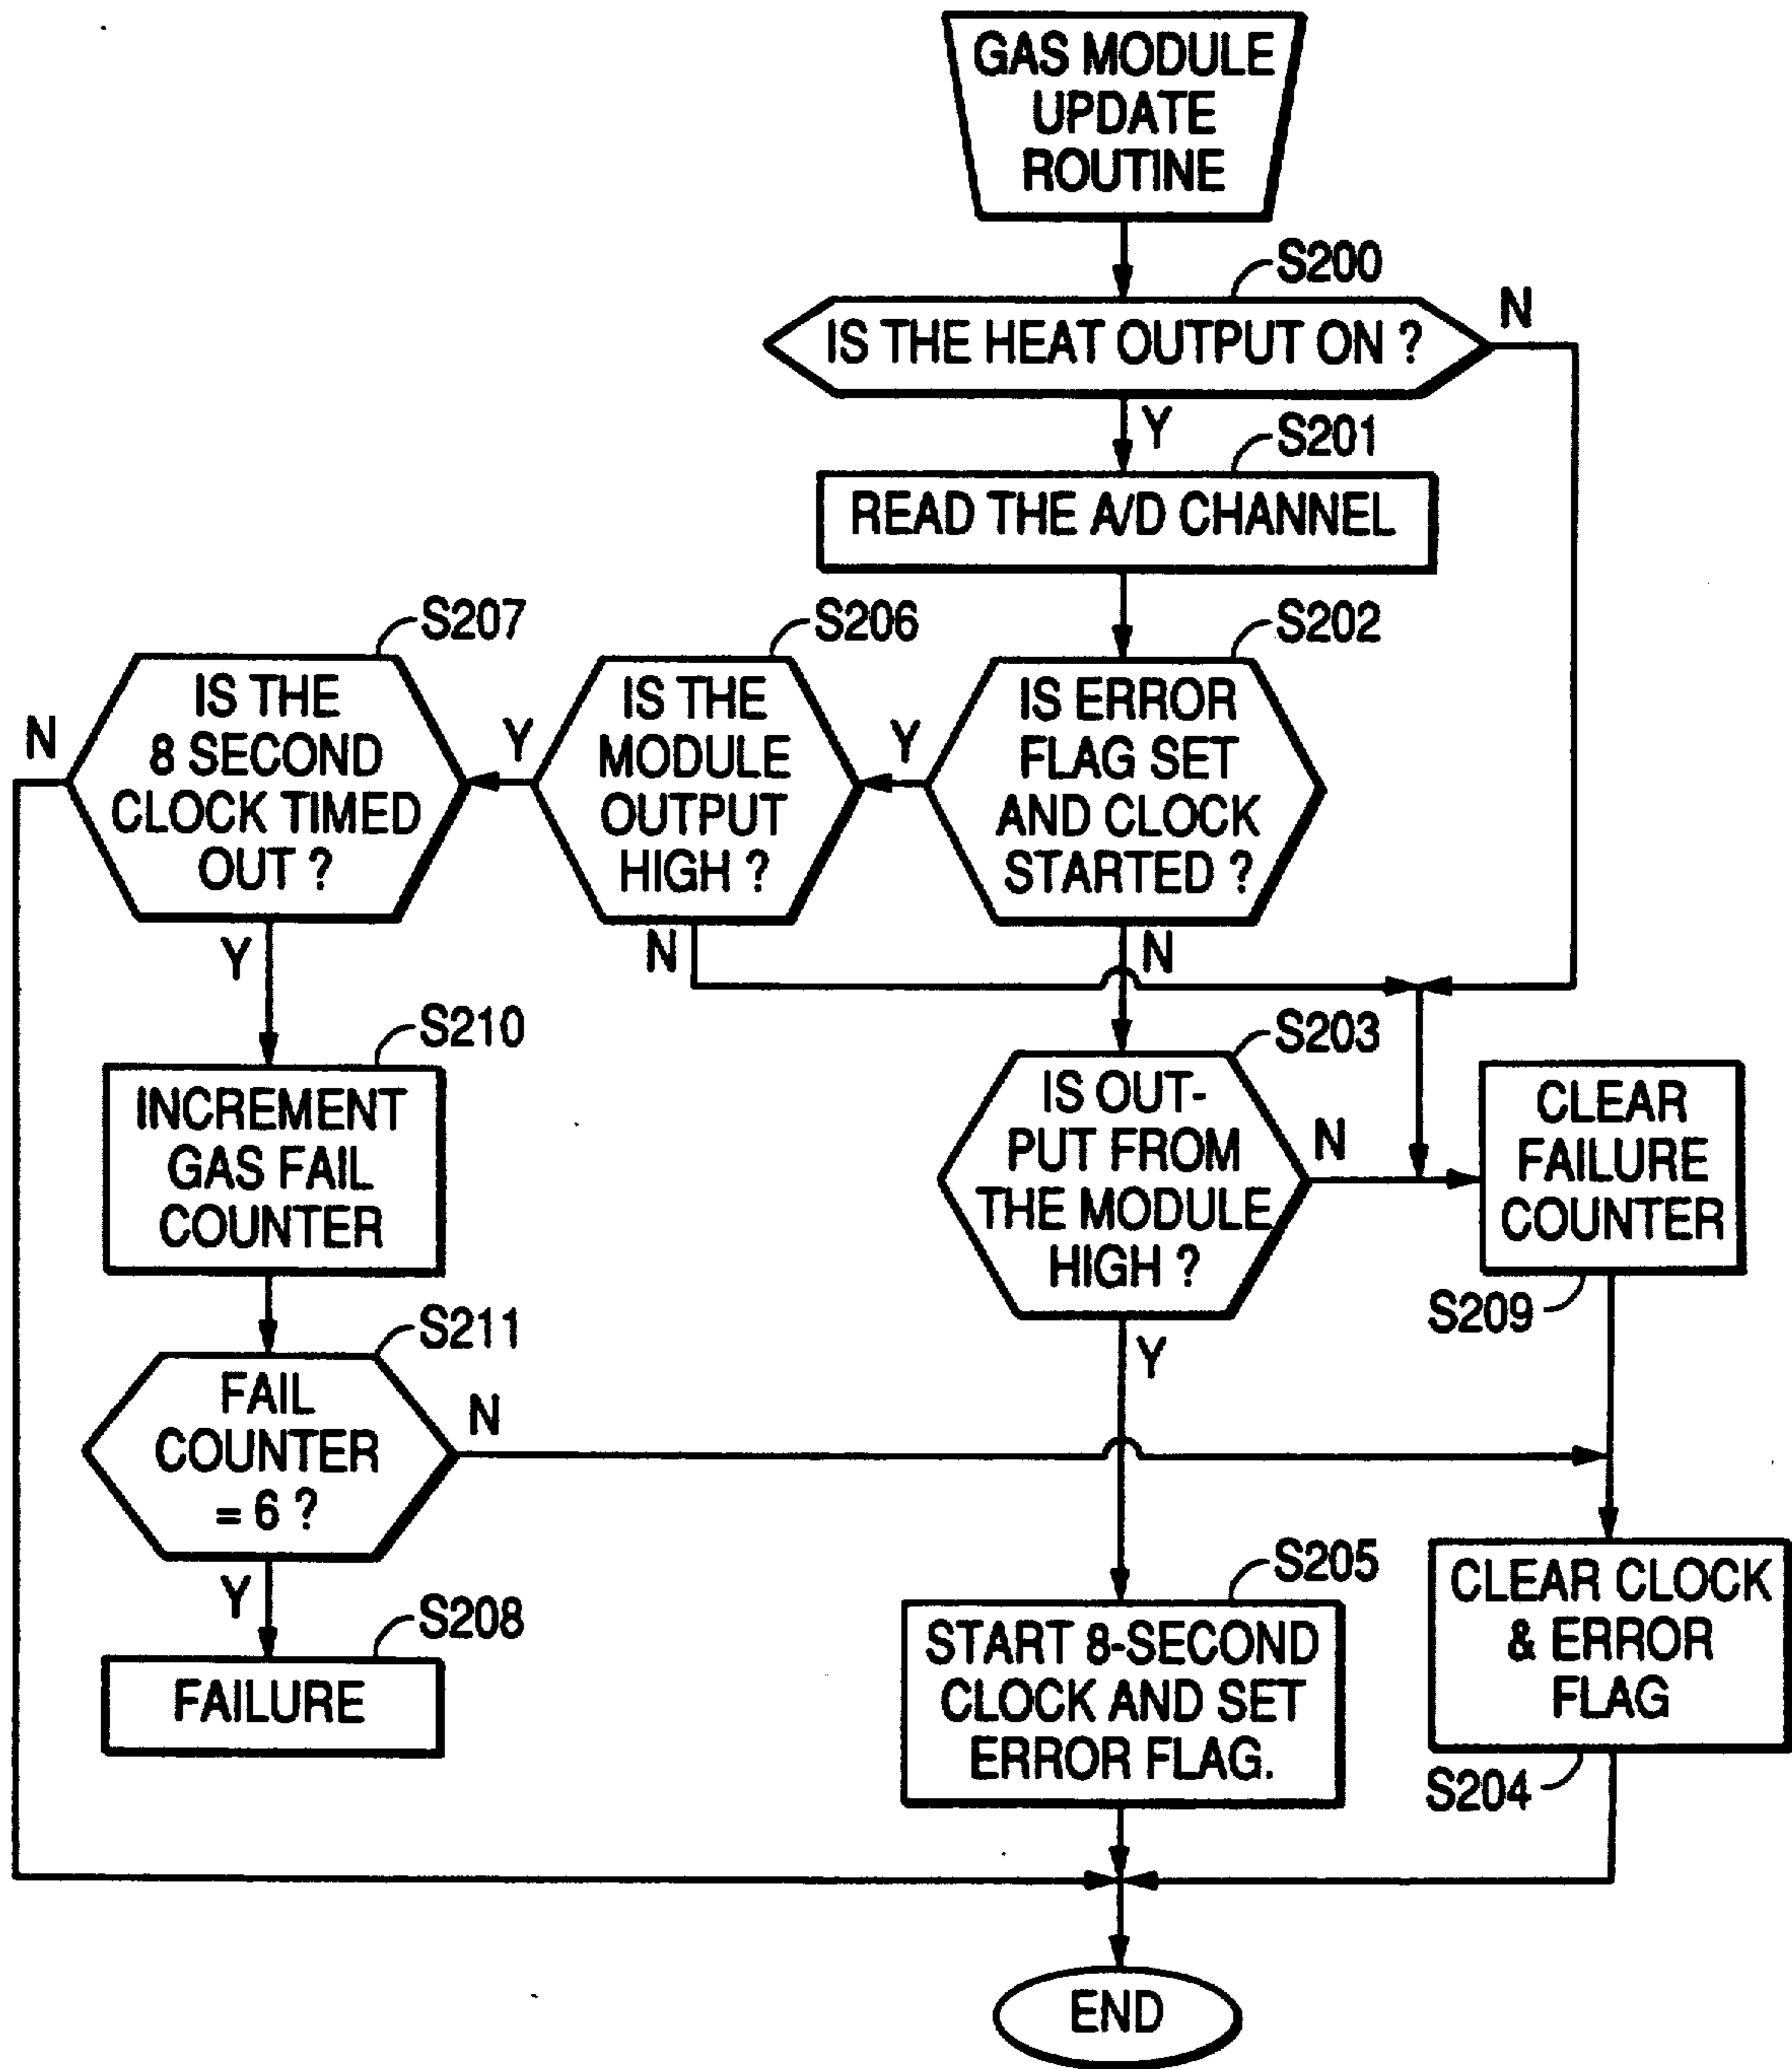 GAS MODULE
UPDATE
ROUTINE
S200
IS THE HEAT OUTPUT ON ?
N
Y
S201
READ THE A/D CHANNEL
S207
IS THE
8 SECOND
CLOCK TIMED
OUT ?
N
Y
S206
IS THE
MODULE
OUTPUT
HIGH ?
Y
N
S202
IS ERROR
FLAG SET
AND CLOCK
STARTED ?
Y
N
S210
INCREMENT
GAS FAIL
COUNTER
S203
IS OUT-
PUT FROM
THE MODULE
HIGH ?
N
Y
CLEAR
FAILURE
COUNTER
S209
S211
FAIL
COUNTER
= 6 ?
N
Y
S208
FAILURE
S205
START 8-SECOND
CLOCK AND SET
ERROR FLAG.
CLEAR CLOCK
& ERROR
FLAG
S204
END